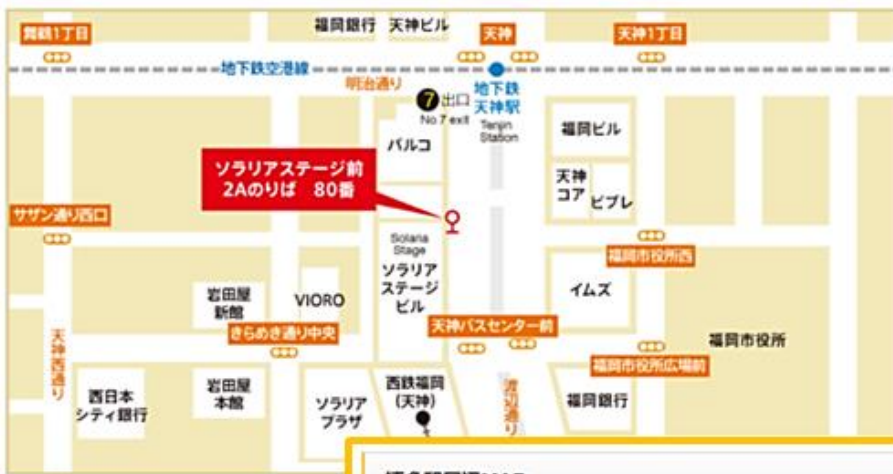 福岡銀行 天神ビル
舞鶴1丁目
天神
天神1丁目
地下鉄空港線
明治通り
地下鉄
天神駅
Tenjin
Station
7 出口
No.7 exit
パルコ
福岡ビル
天神
コア
ビブレ
ソラリアステージ前
2Aのりば 80番
サザン通り西口
Solaria
Stage
ソラリア
ステージ
ビル
福岡市役所西
イムズ
岩田屋
新館
VIORO
きらめき通り中央
天神バスセンター前
福岡市役所
福岡市役所広場前
天神西通り
西日本
シティ銀行
岩田屋
本館
ソラリア
プラザ
西鉄福岡
(天神)
渡辺通り
福岡銀行